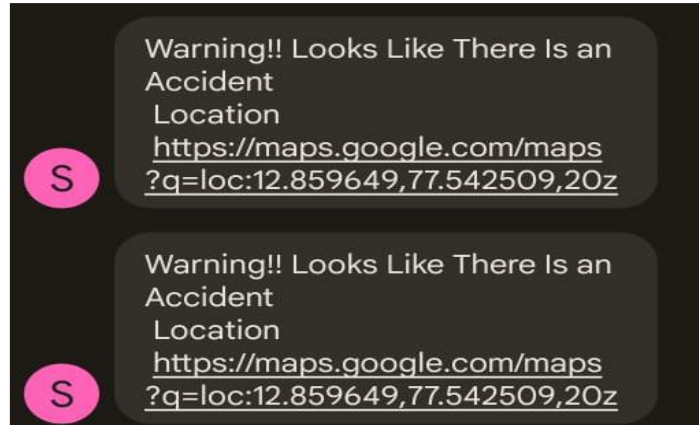 Warning!! Looks Like There Is an
Accident
Location
https://maps.google.com/maps
?q=loc:12.859649,77.542509,20z
S
Warning!! Looks Like There Is an
Accident
Location
https://maps.google.com/maps
?q=loc:12.859649,77.542509,20z
S